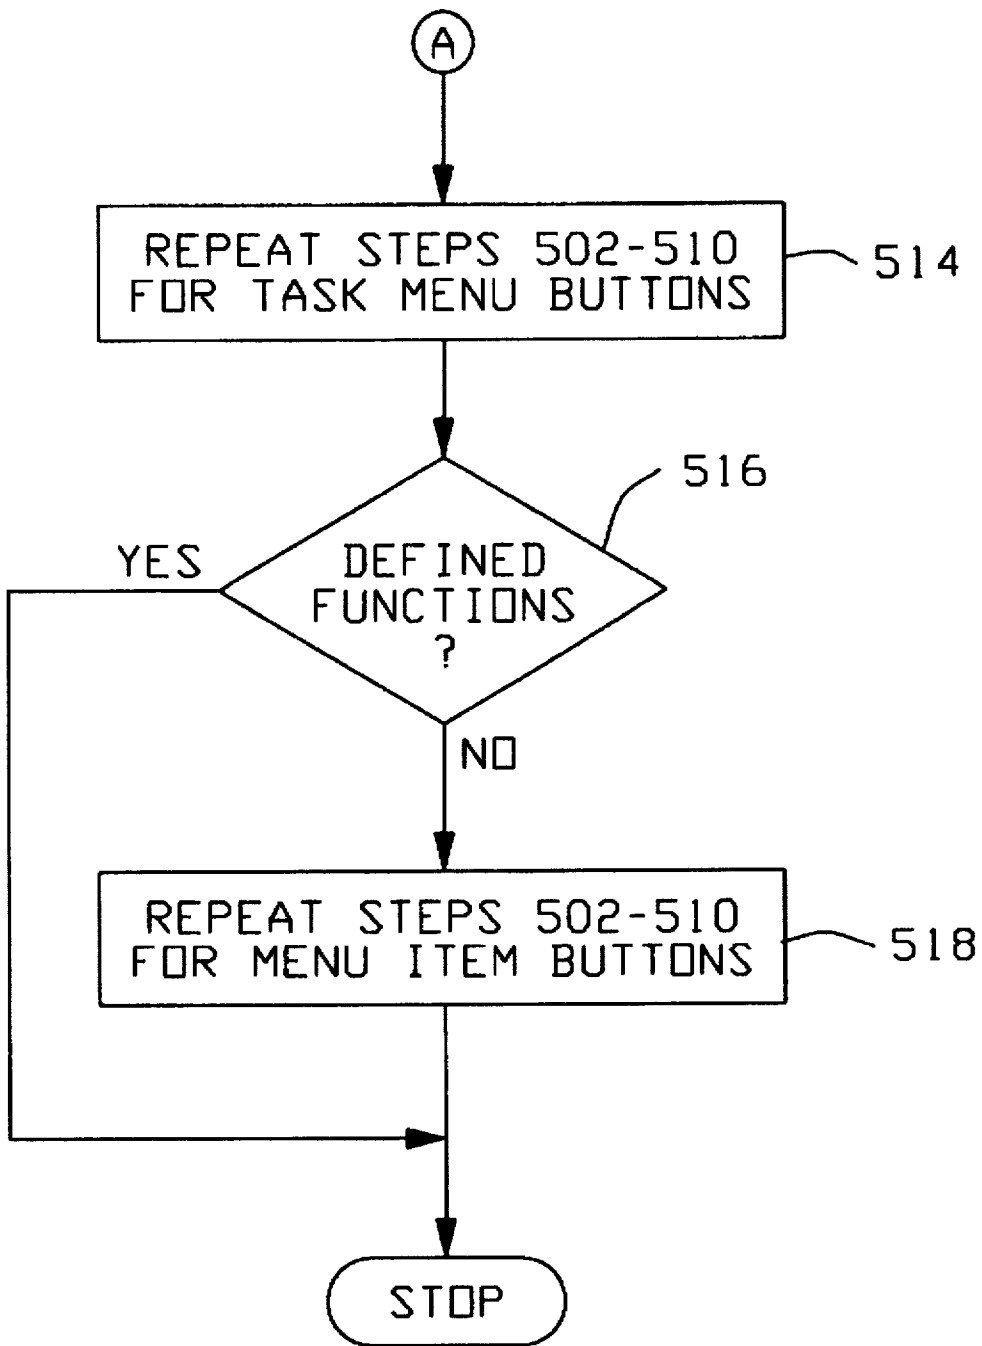 A
REPEAT STEPS 502-510
FOR TASK MENU BUTTONS
514
516
YES
DEFINED
FUNCTIONS
?
NO
REPEAT STEPS 502-510
FOR MENU ITEM BUTTONS
518
STOP